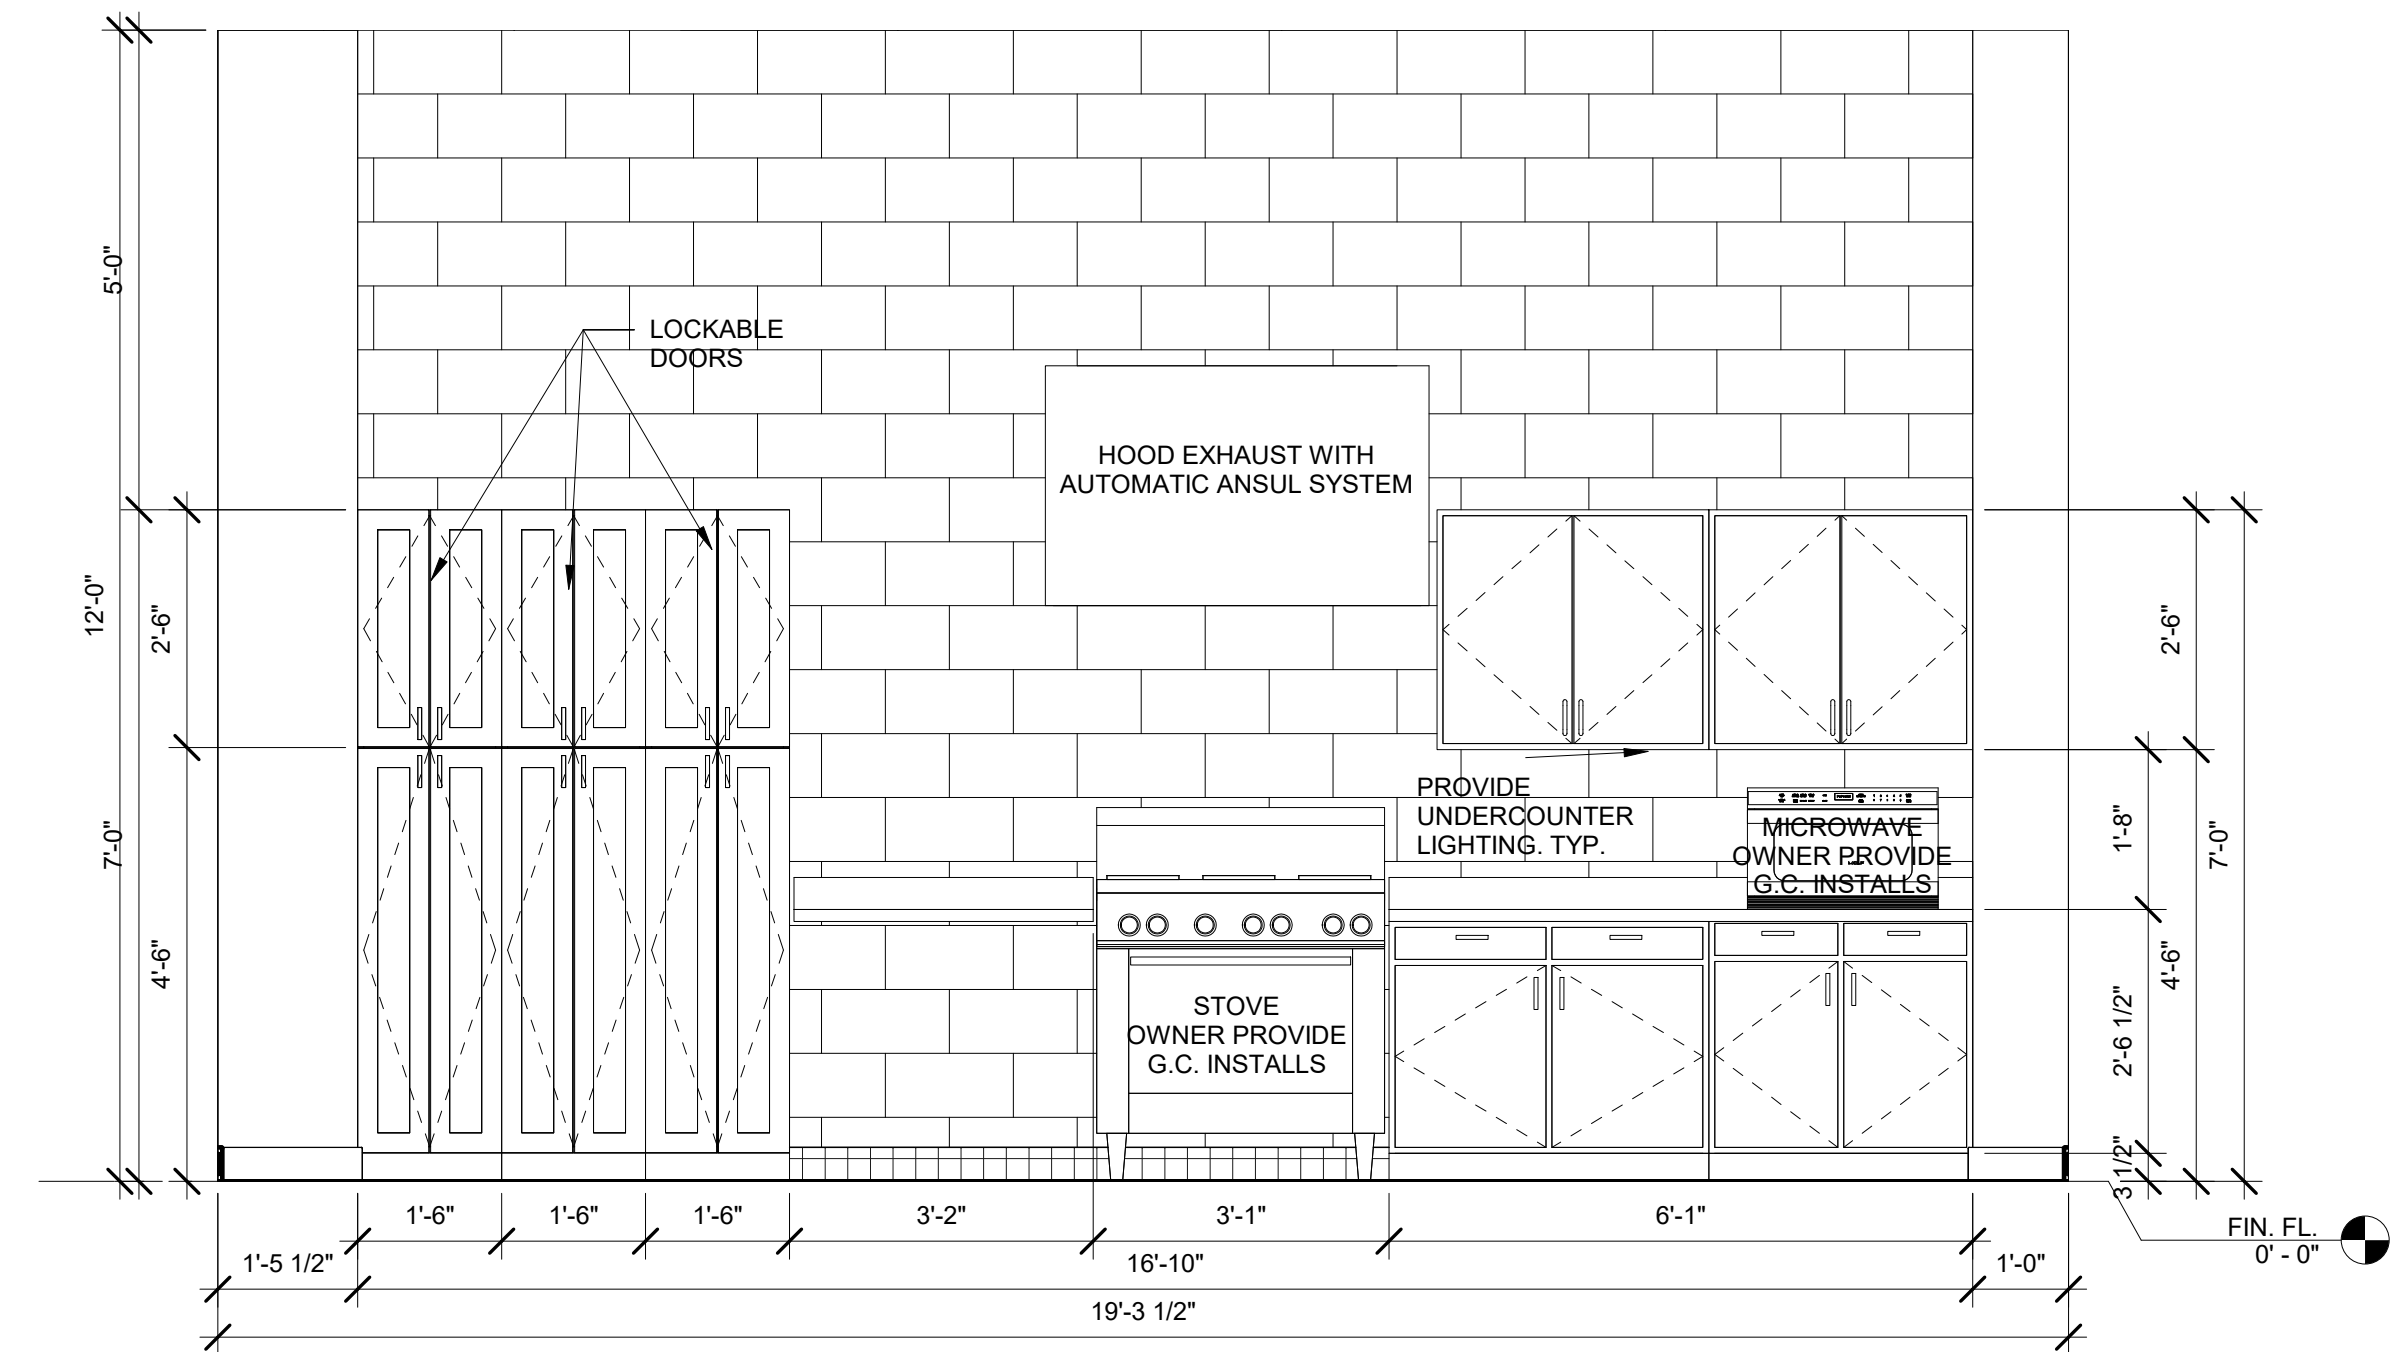 5'-0"
LOCKABLE
DOORS
HOOD EXHAUST WITH
AUTOMATIC ANSUL SYSTEM
12'-0"
2'-6"
2'-6"
PROVIDE
UNDERCOUNTER
LIGHTING. TYP.
MICROWAVE
OWNER PROVIDE
G.C. INSTALLS
7'-0"
1'-8"
7'-0"
4'-6"
4'-6"
STOVE
OWNER PROVIDE
G.C. INSTALLS
2'-6 1/2"
3 1/2"
1'-6"
1'-6"
1'-6"
3'-2"
3'-1"
6'-1"
FIN. FL.
0' - 0"
1'-5 1/2"
16'-10"
1'-0"
19'-3 1/2"